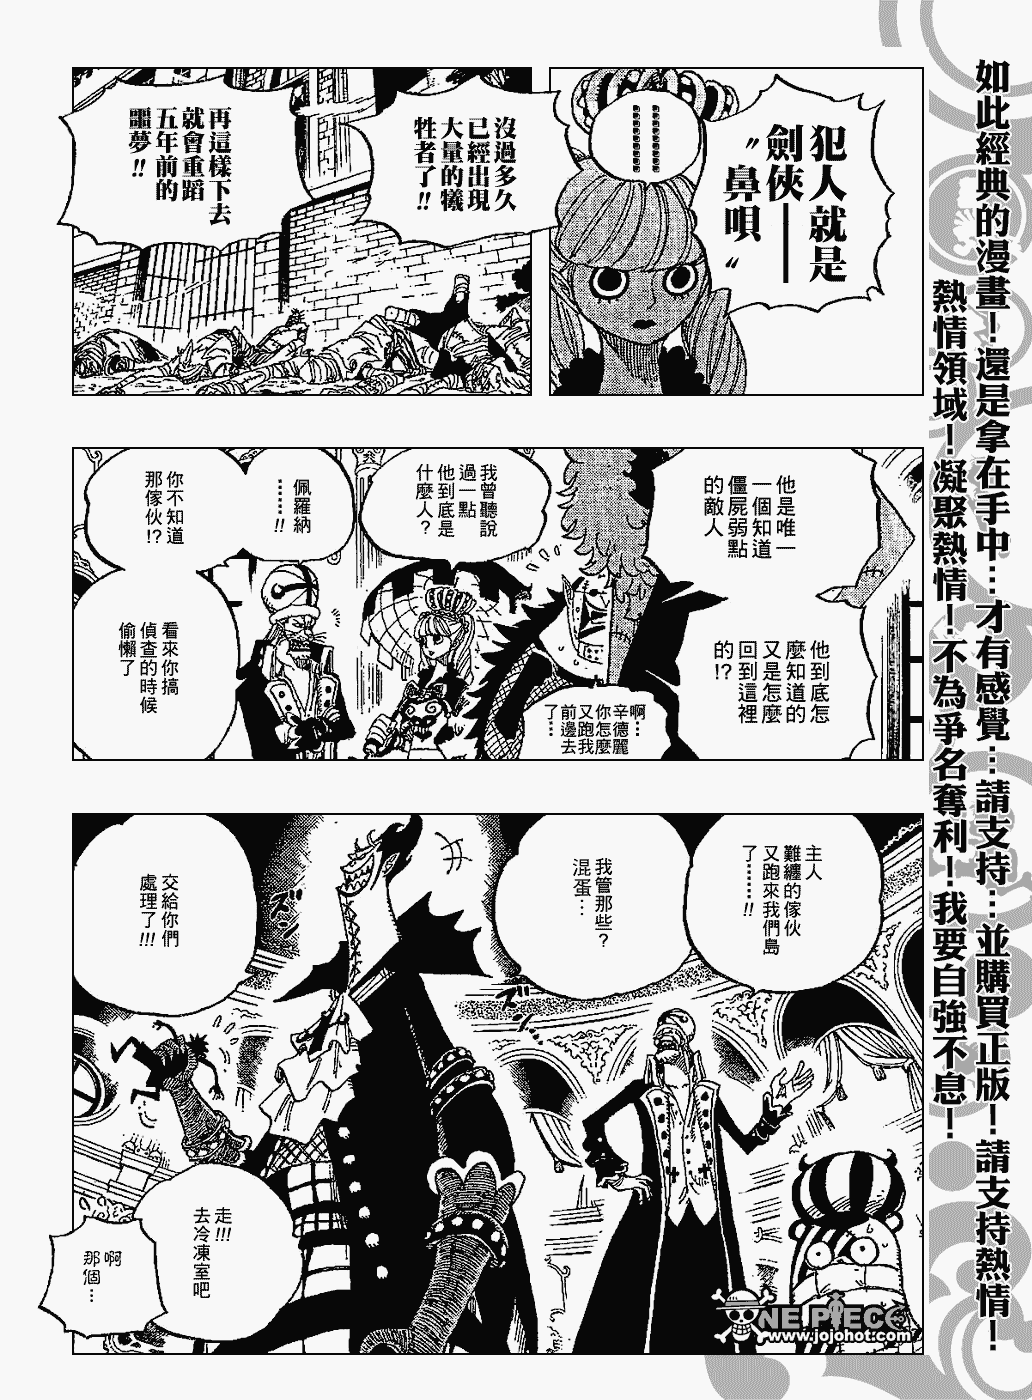 犯人就是
劍俠——
〝鼻唄〞
…………
…………
沒過多久
已經出現
大量的犧
牲者了!!
再這樣下去
就會重蹈
五年前的
噩夢!!
他是唯一
一個知道
僵屍弱點
的敵人
他到底怎
麼知道的
又是怎麼
回到這裡
的!?
啊…
辛德麗
你怎麼
又跑我
前邊去
了…
我曾聽說
過一點
他到底是
什麼人?
佩羅納
……!!
你不知道
那傢伙!?
看來你搞
偵查的時候
偷懶了
主人
難纏的傢伙
又跑來我們島
了……!!
我管那些?
混蛋…
交給你們
處理了!!!
走!!!
去冷凍室吧
啊
那個…
ONE PIECE
www.jojohot.com
如此經典的漫畫!還是拿在手中…才有感覺…請支持…並購買正版!請支持熱情!
熱情領域!凝聚熱情!不為爭名奪利!我要自強不息!